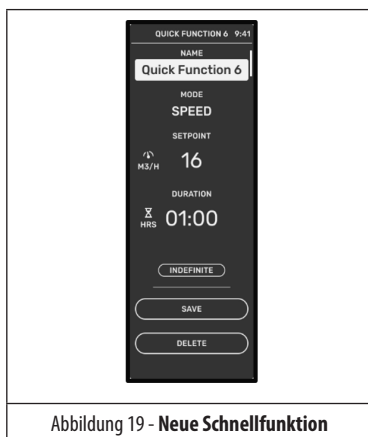 QUICK FUNCTION 6 9:41
NAME
Quick Function 6
MODE
SPEED
SETPOINT
M3/H 16
DURATION
HRS 01:00
INDEFINITE
SAVE
DELETE
Abbildung 19 - Neue Schnellfunktion